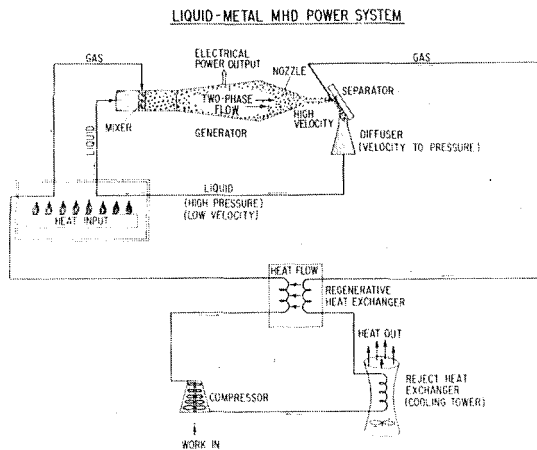 LIQUID-METAL MHD POWER SYSTEM
GAS
ELECTRICAL
POWER OUTPUT
NOZZLE
GAS
SEPARATOR
MIXER
TWO-PHASE
FLOW
HIGH
VELOCITY
GENERATOR
DIFFUSER
(VELOCITY TO PRESSURE)
LIQUID
LIQUID
(HIGH PRESSURE)
(LOW VELOCITY)
HEAT INPUT
HEAT FLOW
REGENERATIVE
HEAT EXCHANGER
HEAT OUT
COMPRESSOR
REJECT HEAT
EXCHANGER
(COOLING TOWER)
WORK IN